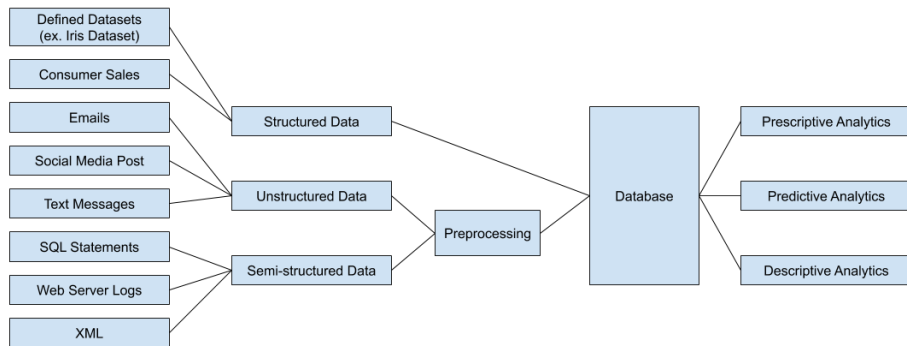 Defined Datasets
(ex. Iris Dataset)
Consumer Sales
Emails
Social Media Post
Text Messages
SQL Statements
Web Server Logs
XML
Structured Data
Unstructured Data
Semi-structured Data
Preprocessing
Database
Prescriptive Analytics
Predictive Analytics
Descriptive Analytics